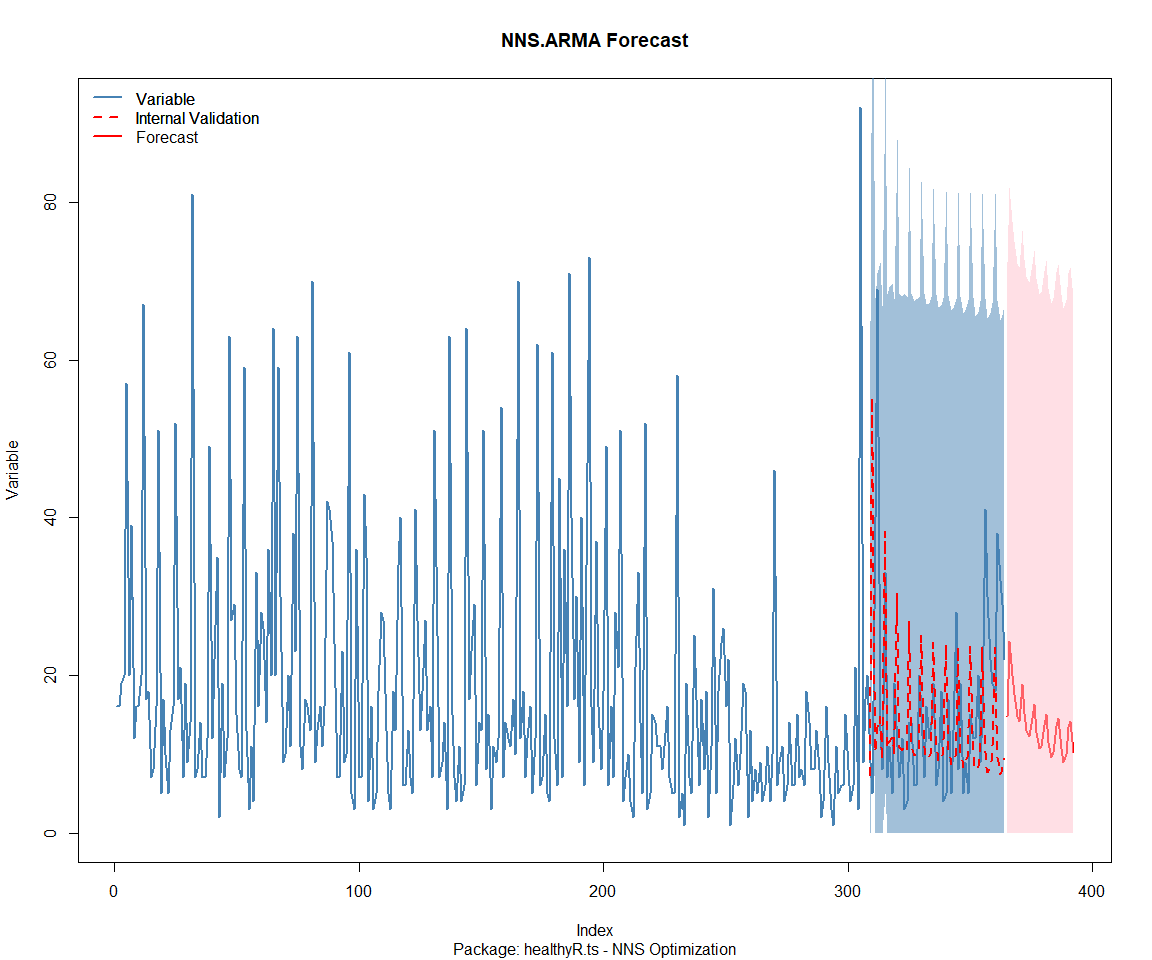 NNS.ARMA Forecast
Variable
Internal Validation
Forecast
80
60
40
20
0
Variable
0 100 200 300 400
Index
Package: healthyR.ts - NNS Optimization